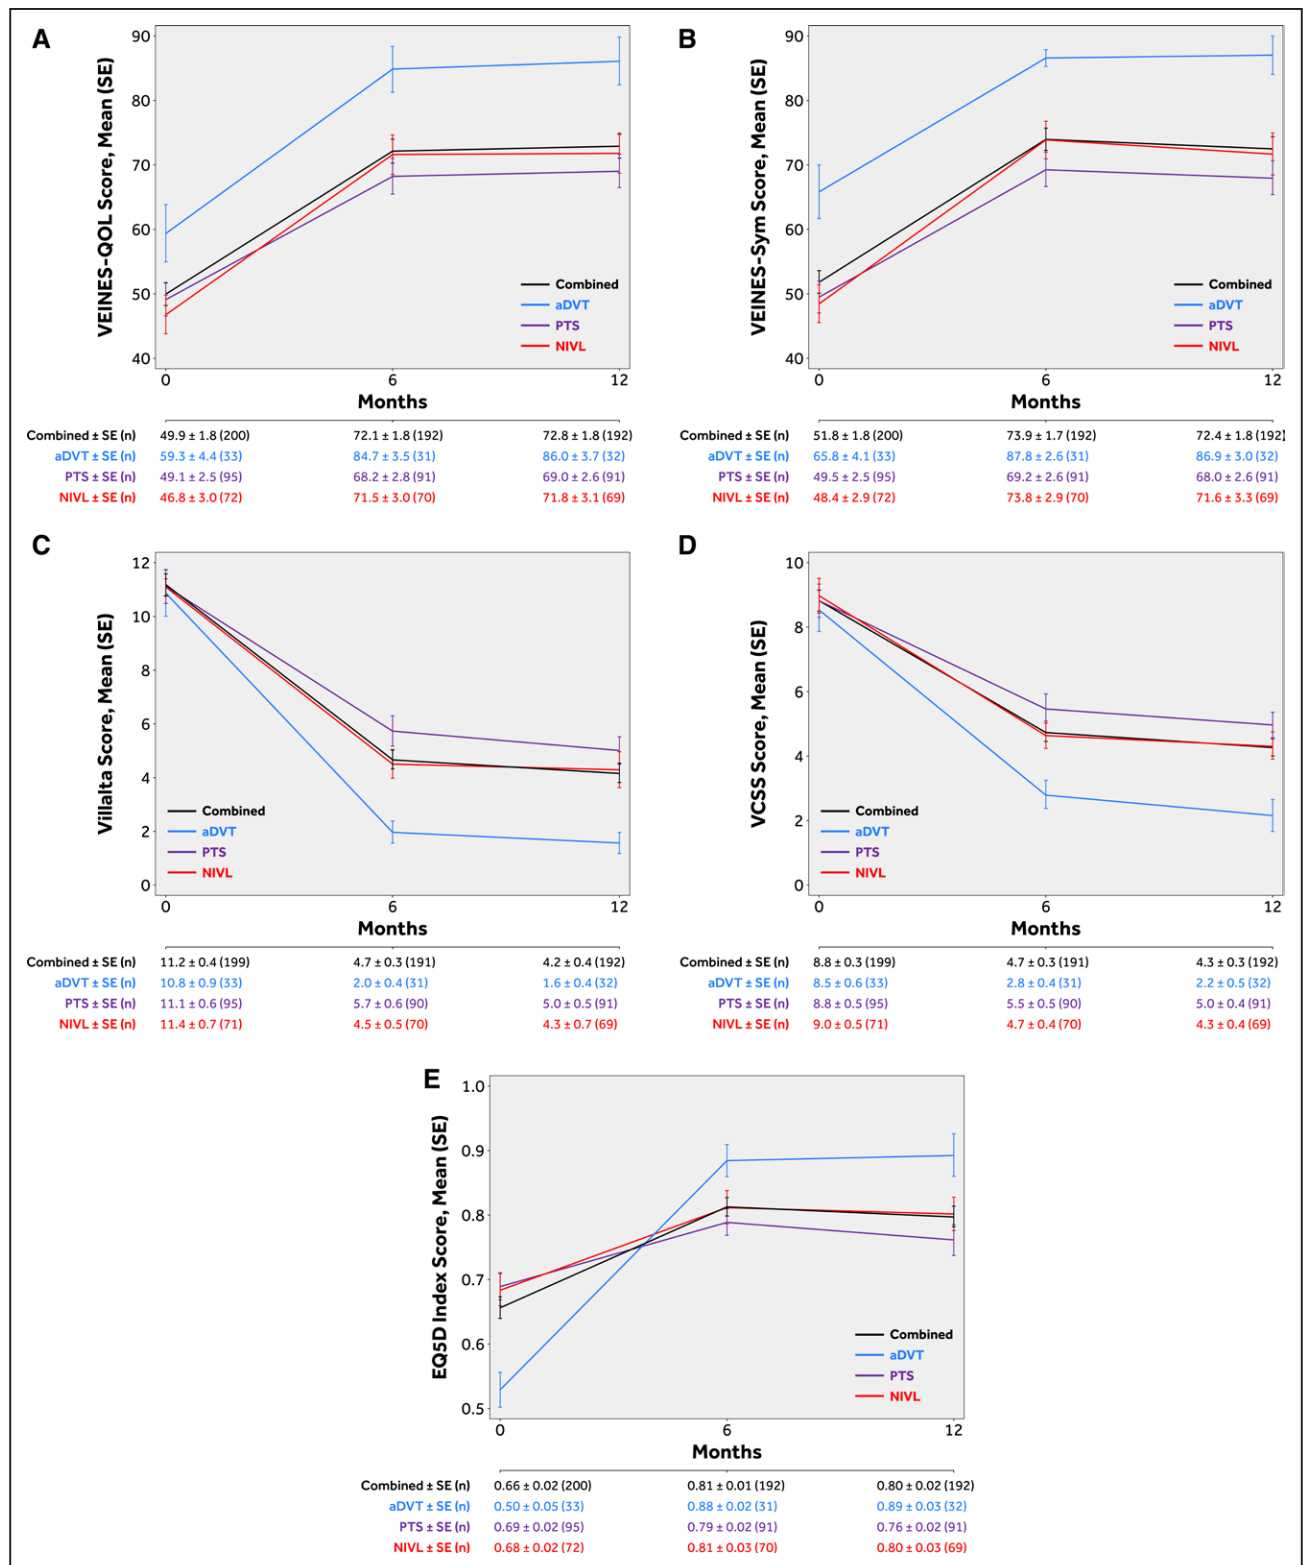 A
VEINES-QOL Score, Mean (SE)
90
80
70
60
50
40
Combined
aDVT
PTS
NIVL
0 6 12
Months
Combined ± SE (n) 49.9 ± 1.8 (200) 72.1 ± 1.8 (192) 72.8 ± 1.8 (192)
aDVT ± SE (n) 59.3 ± 4.4 (33) 84.7 ± 3.5 (31) 86.0 ± 3.7 (32)
PTS ± SE (n) 49.1 ± 2.5 (95) 68.2 ± 2.8 (91) 69.0 ± 2.6 (91)
NIVL ± SE (n) 46.8 ± 3.0 (72) 71.5 ± 3.0 (70) 71.8 ± 3.1 (69)
B
VEINES-Sym Score, Mean (SE)
90
80
70
60
50
40
Combined
aDVT
PTS
NIVL
0 6 12
Months
Combined ± SE (n) 51.8 ± 1.8 (200) 73.9 ± 1.7 (192) 72.4 ± 1.8 (192)
aDVT ± SE (n) 65.8 ± 4.1 (33) 87.8 ± 2.6 (31) 86.9 ± 3.0 (32)
PTS ± SE (n) 49.5 ± 2.5 (95) 69.2 ± 2.6 (91) 68.0 ± 2.6 (91)
NIVL ± SE (n) 48.4 ± 2.9 (72) 73.8 ± 2.9 (70) 71.6 ± 3.3 (69)
C
Villalta Score, Mean (SE)
12
10
8
6
4
2
0
Combined
aDVT
PTS
NIVL
0 6 12
Months
Combined ± SE (n) 11.2 ± 0.4 (199) 4.7 ± 0.3 (191) 4.2 ± 0.4 (192)
aDVT ± SE (n) 10.8 ± 0.9 (33) 2.0 ± 0.4 (31) 1.6 ± 0.4 (32)
PTS ± SE (n) 11.1 ± 0.6 (95) 5.7 ± 0.6 (90) 5.0 ± 0.5 (91)
NIVL ± SE (n) 11.4 ± 0.7 (71) 4.5 ± 0.5 (70) 4.3 ± 0.7 (69)
D
VCSS Score, Mean (SE)
10
8
6
4
2
0
Combined
aDVT
PTS
NIVL
0 6 12
Months
Combined ± SE (n) 8.8 ± 0.3 (199) 4.7 ± 0.3 (191) 4.3 ± 0.3 (192)
aDVT ± SE (n) 8.5 ± 0.6 (33) 2.8 ± 0.4 (31) 2.2 ± 0.5 (32)
PTS ± SE (n) 8.8 ± 0.5 (95) 5.5 ± 0.5 (90) 5.0 ± 0.4 (91)
NIVL ± SE (n) 9.0 ± 0.5 (71) 4.7 ± 0.4 (70) 4.3 ± 0.4 (69)
E
EQ5D Index Score, Mean (SE)
1.0
0.9
0.8
0.7
0.6
0.5
Combined
aDVT
PTS
NIVL
0 6 12
Months
Combined ± SE (n) 0.66 ± 0.02 (200) 0.81 ± 0.01 (192) 0.80 ± 0.02 (192)
aDVT ± SE (n) 0.50 ± 0.05 (33) 0.88 ± 0.02 (31) 0.89 ± 0.03 (32)
PTS ± SE (n) 0.69 ± 0.02 (95) 0.79 ± 0.02 (91) 0.76 ± 0.02 (91)
NIVL ± SE (n) 0.68 ± 0.02 (72) 0.81 ± 0.03 (70) 0.80 ± 0.03 (69)